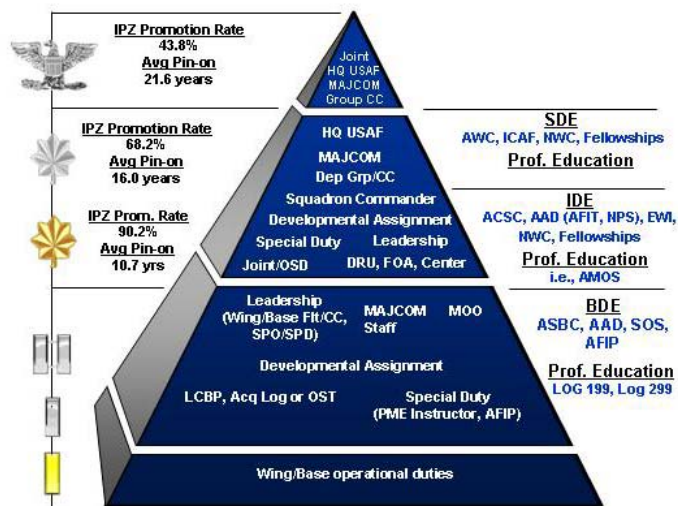 IPZ Promotion Rate
43.8%
Avg Pin-on
21.6 years
IPZ Promotion Rate
68.2%
Avg Pin-on
16.0 years
IPZ Prom. Rate
90.2%
Avg Pin-on
10.7 yrs
Joint
HQ USAF
MAJCOM
Group CC
HQ USAF
MAJCOM
Dep Grp/CC
Squadron Commander
Developmental Assignment
Special Duty Leadership
Joint/OSD DRU, FOA, Center
Leadership
(Wing/Base Flt/CC,
SPO/SPD)
MAJCOM
Staff
MOO
Developmental Assignment
LCBP, Acq Log or OST
Special Duty
(PME Instructor, AFIP)
Wing/Base operational duties
SDE
AWC, ICAF, NWC, Fellowships
Prof. Education
IDE
ACSC, AAD (AFIT, NPS), EWI,
NWC, Fellowships
Prof. Education
i.e., AMOS
BDE
ASBC, AAD, SOS,
AFIP
Prof. Education
LOG 199, Log 299